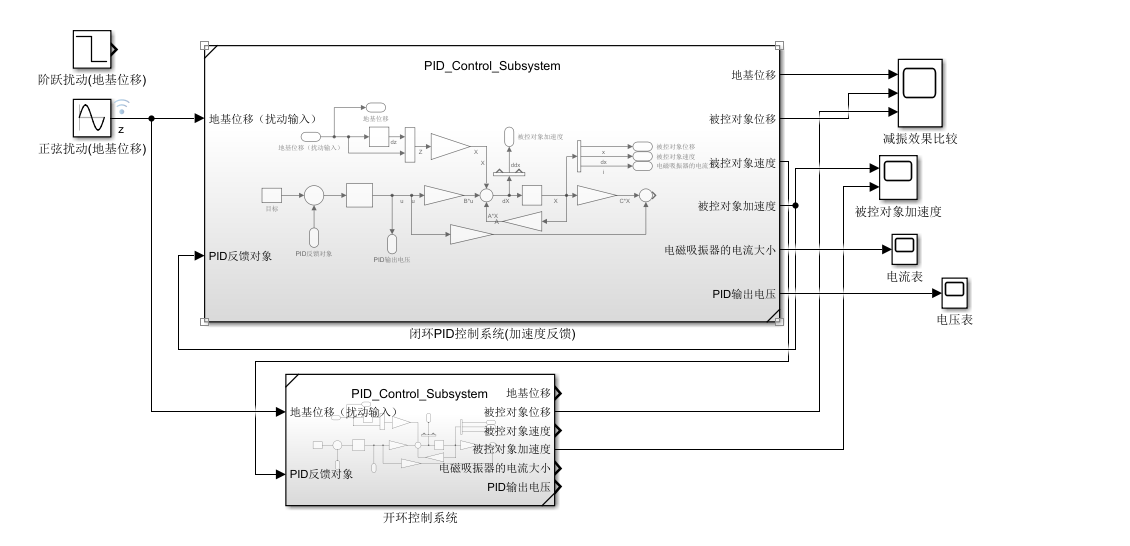 阶跃扰动(地基位移)
z
正弦扰动(地基位移)
PID_Control_Subsystem
地基位移（扰动输入）
PID反馈对象
地基位移
被控对象位移
被控对象速度
被控对象加速度
电磁吸振器的电流大小
PID输出电压
地基位移
地基位移（扰动输入）
dz
Z
X
X
被控对象加速度
ddx
x
dx
i
被控对象位移
被控对象速度
目标
u
u
B*u
dX
X
C*X
A*X
A
PID反馈对象
PID输出电压
闭环PID控制系统(加速度反馈)
减振效果比较
被控对象加速度
电流表
电压表
PID_Control_Subsystem
地基位移（扰动输入）
PID反馈对象
地基位移
被控对象位移
被控对象速度
被控对象加速度
电磁吸振器的电流大小
PID输出电压
开环控制系统